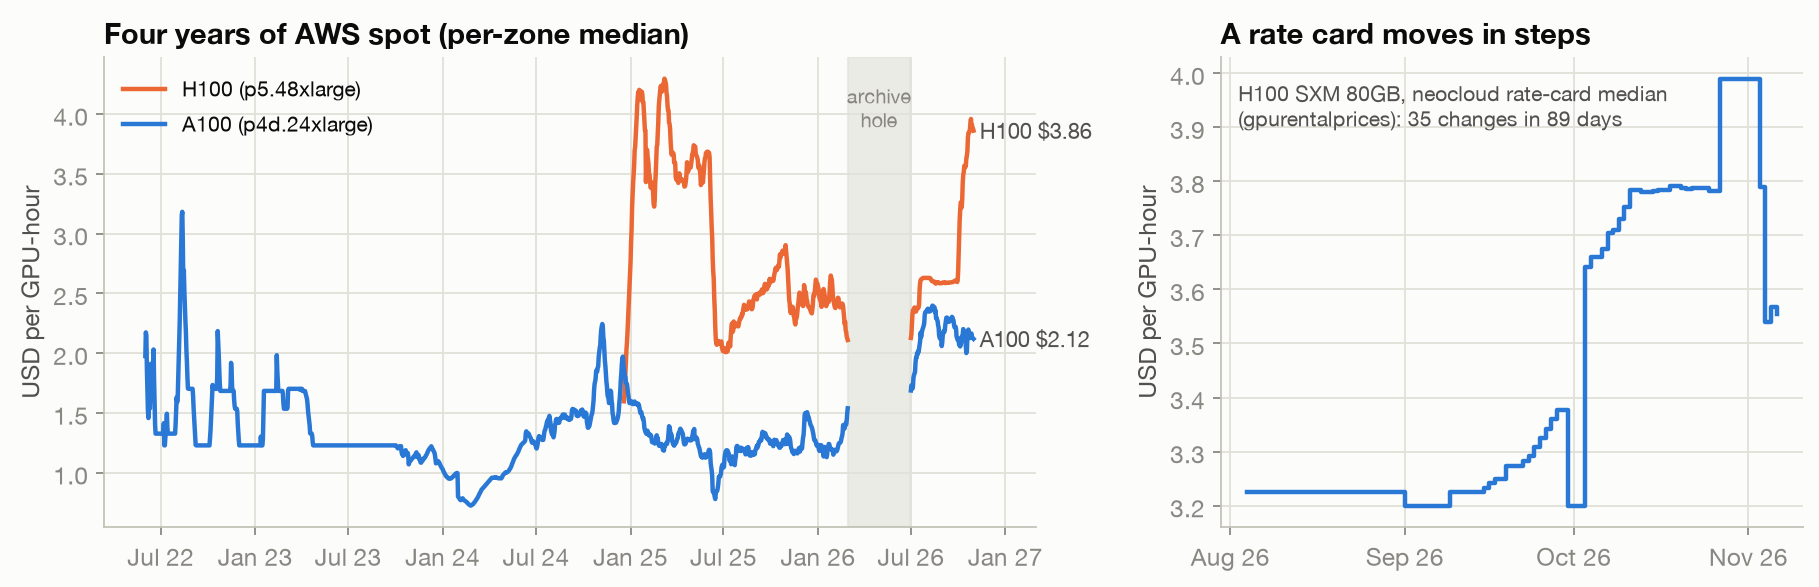 Four years of AWS spot (per-zone median)
H100 (p5.48xlarge)
A100 (p4d.24xlarge)
archive
hole
H100 $3.86
A100 $2.12
USD per GPU-hour
4.0
3.5
3.0
2.5
2.0
1.5
1.0
Jul 22
Jan 23
Jul 23
Jan 24
Jul 24
Jan 25
Jul 25
Jan 26
Jul 26
Jan 27
A rate card moves in steps
H100 SXM 80GB, neocloud rate-card median
(gpurentalprices): 35 changes in 89 days
USD per GPU-hour
4.0
3.9
3.8
3.7
3.6
3.5
3.4
3.3
3.2
Aug 26
Sep 26
Oct 26
Nov 26